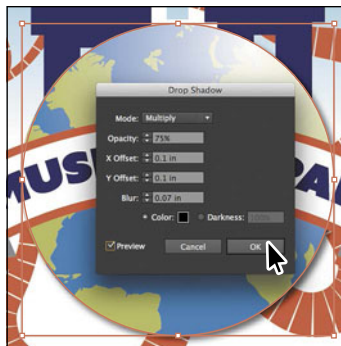 Drop Shadow
Mode: Multiply
Opacity: 75%
X Offset: 0.1 in
Y Offset: 0.1 in
Blur: 0.07 in
Color: Darkness: 100%
MUS PA
Preview Cancel OK